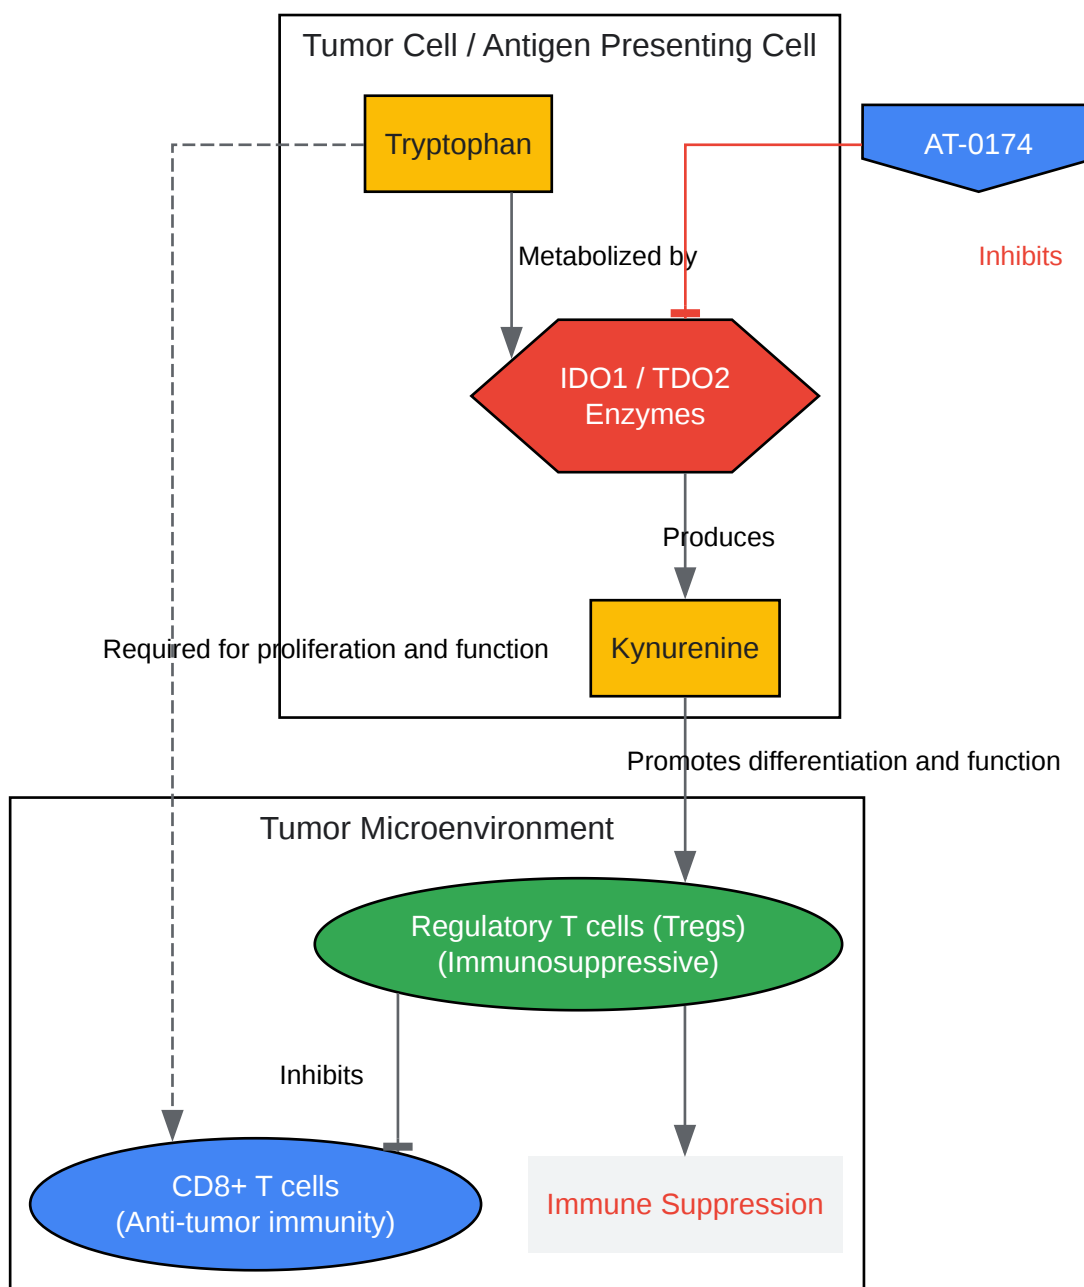 Tumor Cell / Antigen Presenting Cell
Tryptophan
AT-0174
Metabolized by
Inhibits
IDO1 / TDO2
Enzymes
Produces
Required for proliferation and function
Kynurenine
Promotes differentiation and function
Tumor Microenvironment
Regulatory T cells (Tregs)
(Immunosuppressive)
Inhibits
CD8+ T cells
(Anti-tumor immunity)
Immune Suppression